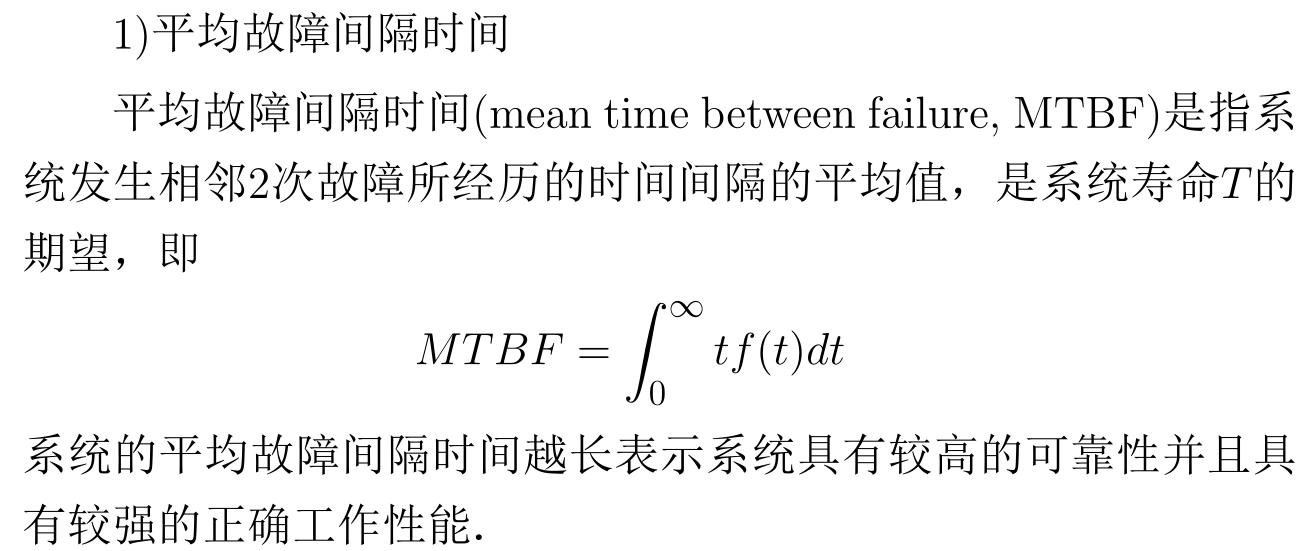 1)平均故障间隔时间
平均故障间隔时间(mean time between failure, MTBF)是指系
统发生相邻2次故障所经历的时间间隔的平均值，是系统寿命T的
期望，即
MTBF = ∫₀^∞ tf(t)dt
系统的平均故障间隔时间越长表示系统具有较高的可靠性并且具
有较强的正确工作性能.